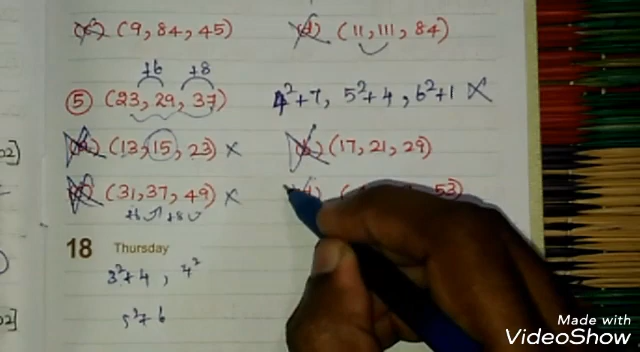 (9, 84, 45) (d) (11, 111, 84)
+6 +8
5 (23, 29, 37) 4²+7, 5²+4, 6²+1 ×
(a) (13, 15, 23) × (b) (17, 21, 29)
(31, 37, 49) × (d) 53)
+6 +8
18 Thursday
3²+4, 4²
5²+6
02]
02]
Made with
VideoShow